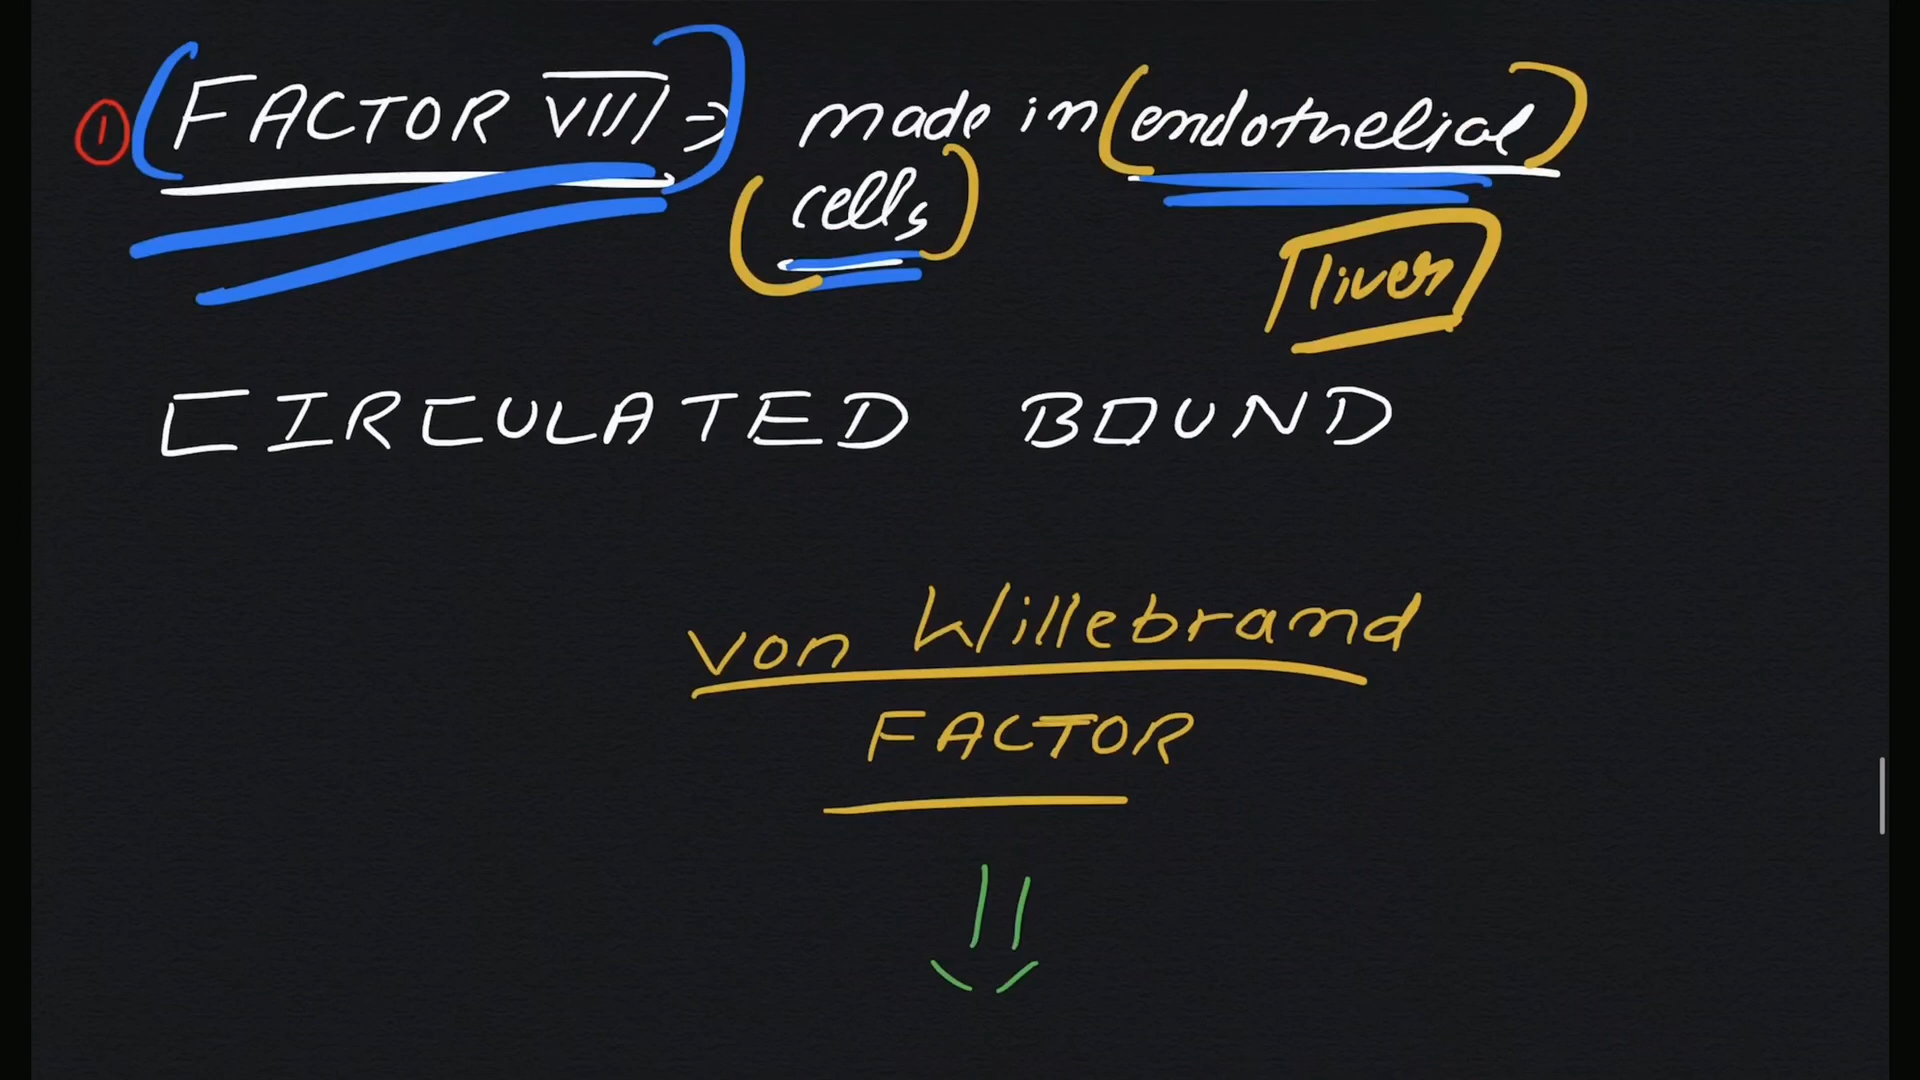 ① FACTOR VIII ⇒ made in endothelial
cells
liver
CIRCULATED BOUND
von Willebrand
FACTOR